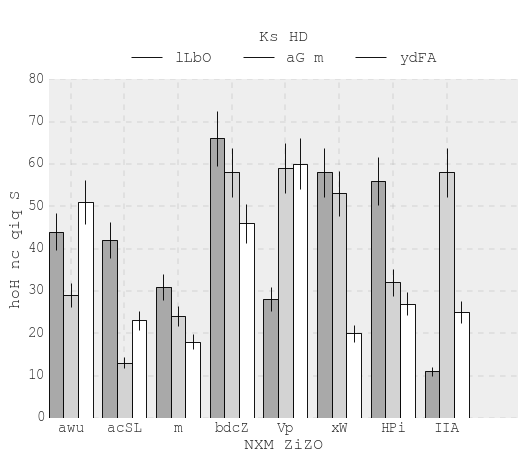 Ks HD
lLbO aG m ydFA
80
70
60
50
40
30
20
10
0
hoH nc qiq S
awu acSL m bdcZ Vp xW HPi IIA
NXM ZiZO